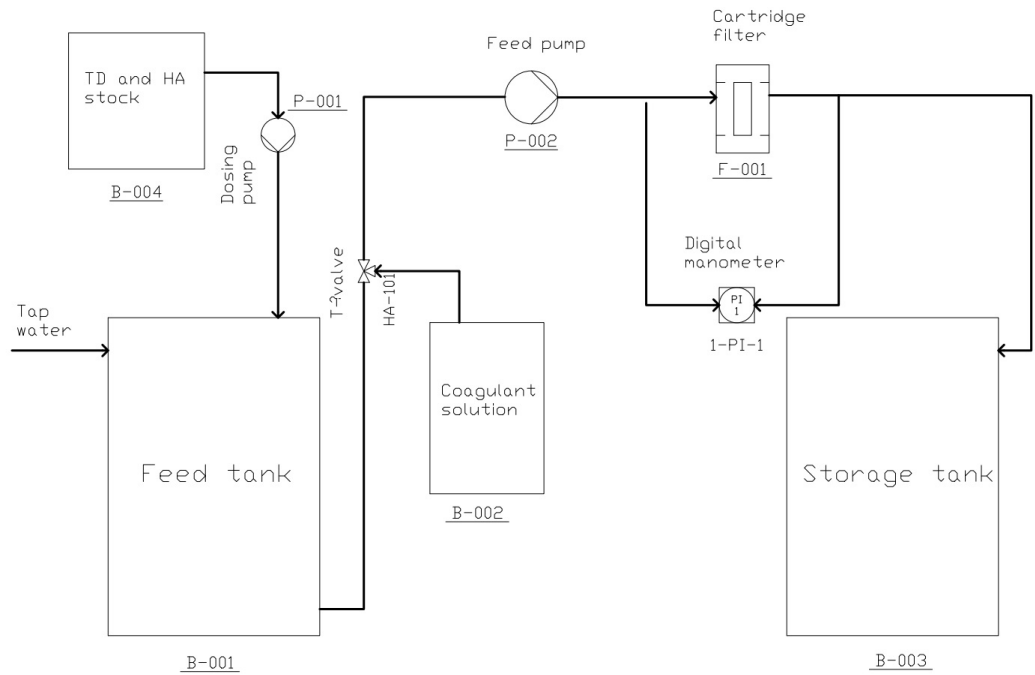 Cartridge
filter
Feed pump
TD and HA
stock
P-001
P-002
F-001
B-004
Dosing
pump
T-valve
HA-101
Digital
manometer
PI
1
1-PI-1
Tap
water
Coagulant
solution
Feed tank
Storage tank
B-002
B-001
B-003